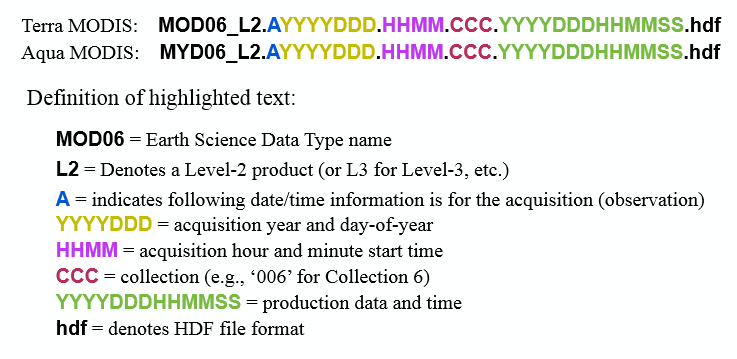 Terra MODIS: MOD06_L2.AYYYYDDD.HHMM.CCC.YYYYDDDHHMMSS.hdf
Aqua MODIS: MYD06_L2.AYYYYDDD.HHMM.CCC.YYYYDDDHHMMSS.hdf
Definition of highlighted text:
MOD06 = Earth Science Data Type name
L2 = Denotes a Level-2 product (or L3 for Level-3, etc.)
A = indicates following date/time information is for the acquisition (observation)
YYYYDDD = acquisition year and day-of-year
HHMM = acquisition hour and minute start time
CCC = collection (e.g., ‘006’ for Collection 6)
YYYYDDDHHMMSS = production data and time
hdf = denotes HDF file format